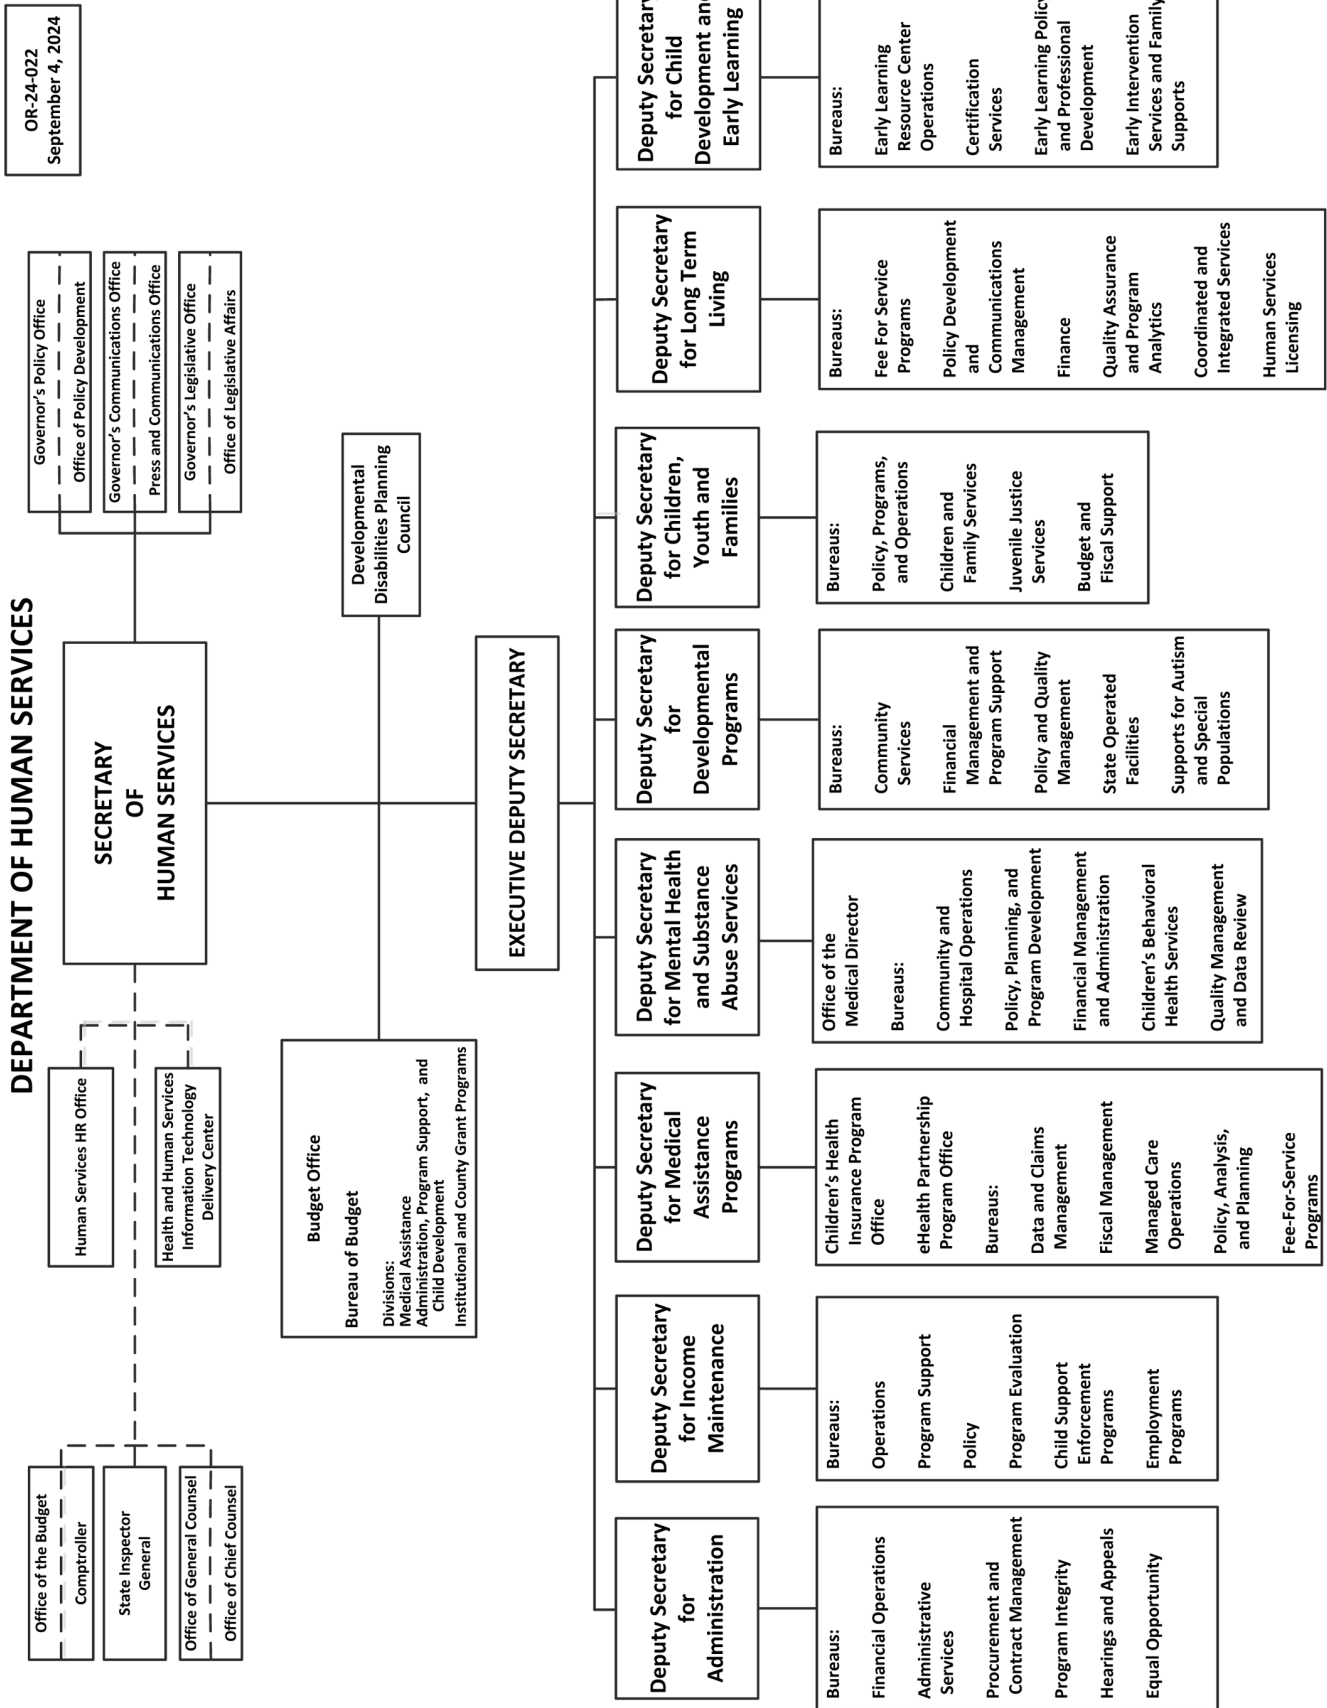 OR-24-022
September 4, 2024
DEPARTMENT OF HUMAN SERVICES
Office of the Budget
Comptroller
State Inspector
General
Office of General Counsel
Office of Chief Counsel
Human Services HR Office
Health and Human Services
Information Technology
Delivery Center
SECRETARY
OF
HUMAN SERVICES
Governor's Policy Office
Office of Policy Development
Governor's Communications Office
Press and Communications Office
Governor's Legislative Office
Office of Legislative Affairs
Budget Office
Bureau of Budget
Divisions:
Medical Assistance
Administration, Program Support, and
Child Development
Institutional and County Grant Programs
Developmental
Disabilities Planning
Council
EXECUTIVE DEPUTY SECRETARY
Deputy Secretary
for
Administration
Bureaus:
Financial Operations
Administrative
Services
Procurement and
Contract Management
Program Integrity
Hearings and Appeals
Equal Opportunity
Deputy Secretary
for Income
Maintenance
Bureaus:
Operations
Program Support
Policy
Program Evaluation
Child Support
Enforcement
Programs
Employment
Programs
Deputy Secretary
for Medical
Assistance
Programs
Children's Health
Insurance Program
Office
eHealth Partnership
Program Office
Bureaus:
Data and Claims
Management
Fiscal Management
Managed Care
Operations
Policy, Analysis,
and Planning
Fee-For-Service
Programs
Deputy Secretary
for Mental Health
and Substance
Abuse Services
Office of the
Medical Director
Bureaus:
Community and
Hospital Operations
Policy, Planning, and
Program Development
Financial Management
and Administration
Children's Behavioral
Health Services
Quality Management
and Data Review
Deputy Secretary
for
Developmental
Programs
Bureaus:
Community
Services
Financial
Management and
Program Support
Policy and Quality
Management
State Operated
Facilities
Supports for Autism
and Special
Populations
Deputy Secretary
for Children,
Youth and
Families
Bureaus:
Policy, Programs,
and Operations
Children and
Family Services
Juvenile Justice
Services
Budget and
Fiscal Support
Deputy Secretary
for Long Term
Living
Bureaus:
Fee For Service
Programs
Policy Development
and
Communications
Management
Finance
Quality Assurance
and Program
Analytics
Coordinated and
Integrated Services
Human Services
Licensing
Deputy Secretary
for Child
Development and
Early Learning
Bureaus:
Early Learning
Resource Center
Operations
Certification
Services
Early Learning Policy
and Professional
Development
Early Intervention
Services and Family
Supports